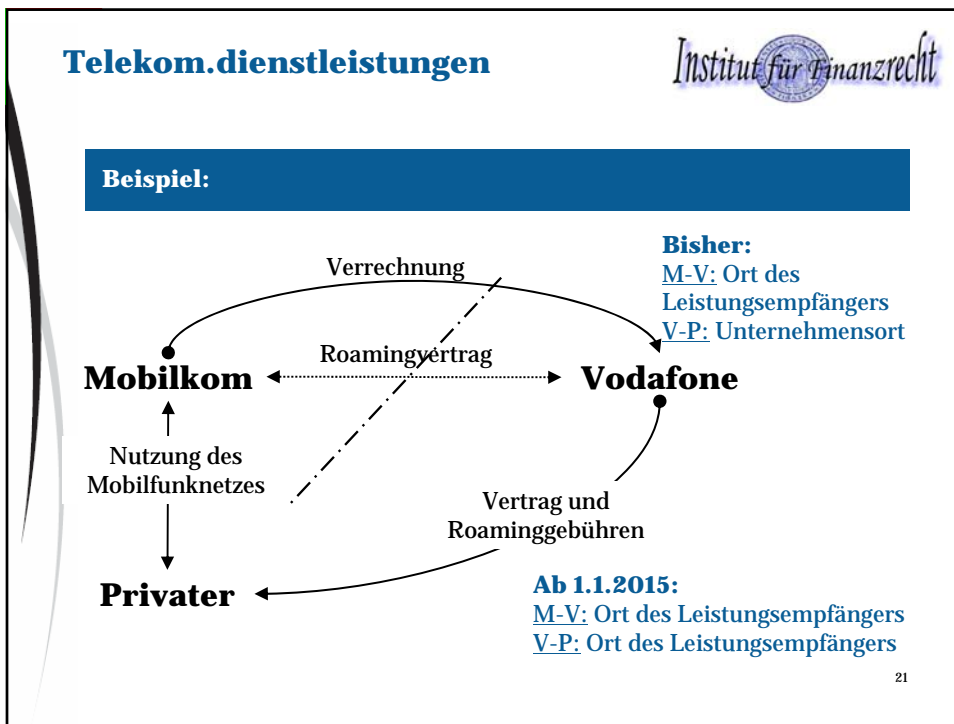 Telekom.dienstleistungen
Institut für Finanzrecht
Beispiel:
Bisher:
M-V: Ort des
Leistungsempfängers
V-P: Unternehmensort
Verrechnung
Roamingvertrag
Mobilkom
Vodafone
Nutzung des
Mobilfunknetzes
Vertrag und
Roaminggebühren
Privater
Ab 1.1.2015:
M-V: Ort des Leistungsempfängers
V-P: Ort des Leistungsempfängers
21